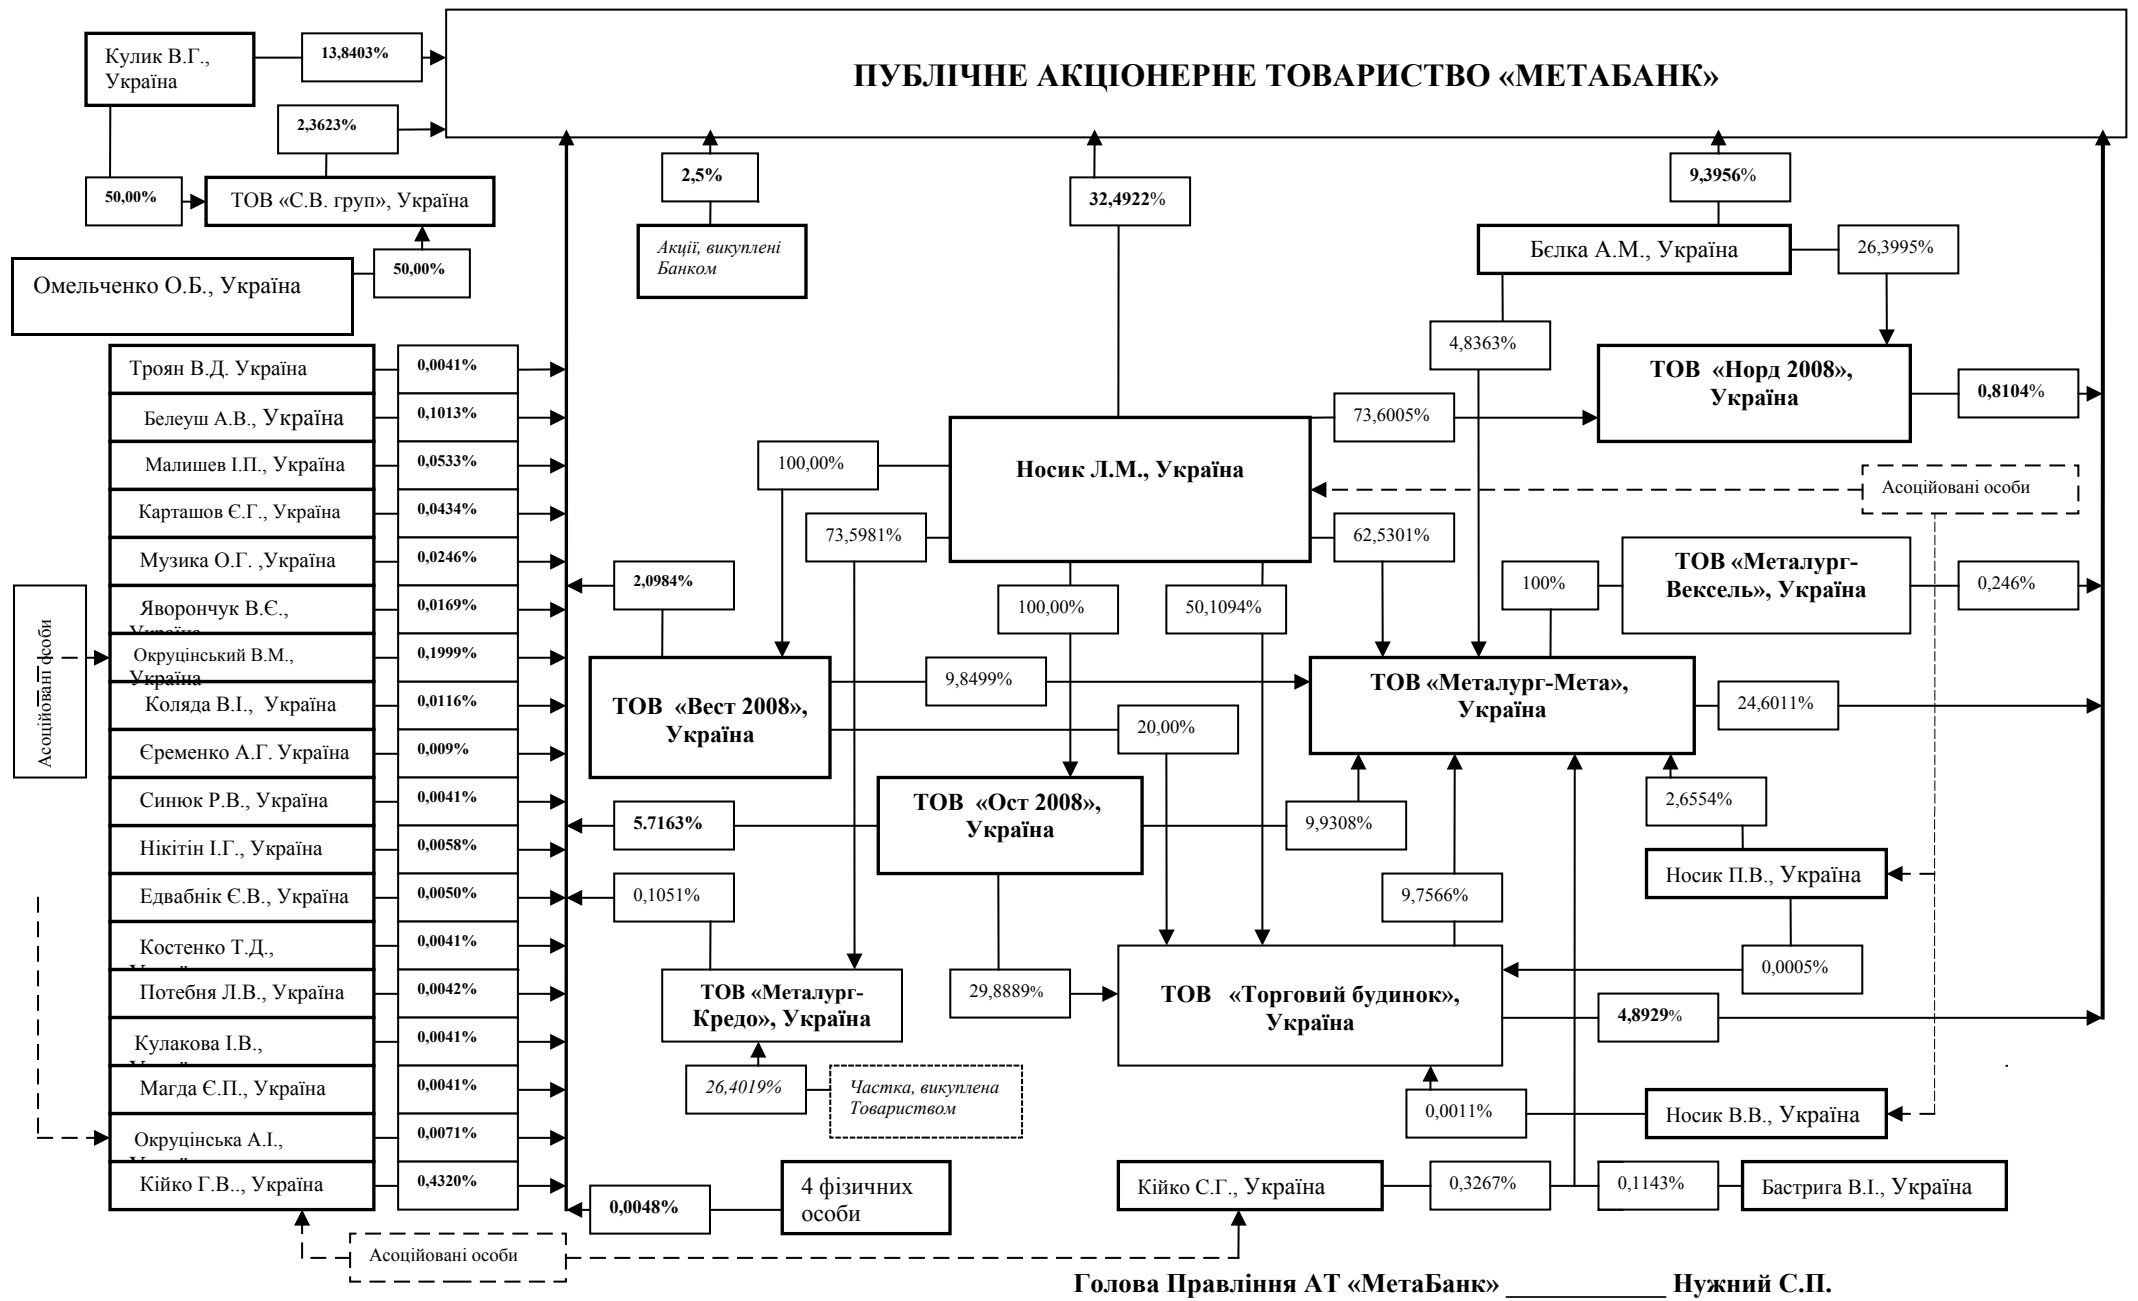 ПУБЛІЧНЕ АКЦІОНЕРНЕ ТОВАРИСТВО «МЕТАБАНК»
Кулик В.Г.,
Україна
13,8403%
2,3623%
50,00%
ТОВ «С.В. груп», Україна
50,00%
Омельченко О.Б., Україна
2,5%
Акції, викуплені
Банком
32,4922%
9,3956%
Бєлка А.М., Україна
26,3995%
4,8363%
ТОВ «Норд 2008»,
Україна
0,8104%
Троян В.Д. Україна
0,0041%
Белеуш А.В., Україна
0,1013%
Малишев І.П., Україна
0,0533%
Карташов Є.Г., Україна
0,0434%
Музика О.Г. ,Україна
0,0246%
Яворончук В.Є.,
Україна
0,0169%
Окруцінський В.М.,
Україна
0,1999%
Коляда В.І., Україна
0,0116%
Єременко А.Г. Україна
0,009%
Синюк Р.В., Україна
0,0041%
Нікітін І.Г., Україна
0,0058%
Едвабнік Є.В., Україна
0,0050%
Костенко Т.Д.,
0,0041%
Потебня Л.В., Україна
0,0042%
Кулакова І.В.,
0,0041%
Магда Є.П., Україна
0,0041%
Окруцінська А.І.,
0,0071%
Кійко Г.В.., Україна
0,4320%
Асоційовані особи
Асоційовані особи
Носик Л.М., Україна
73,6005%
100,00%
73,5981%
62,5301%
100,00%
50,1094%
Асоційовані особи
ТОВ «Металург-
Вексель», Україна
100%
0,246%
2,0984%
ТОВ «Вест 2008»,
Україна
9,8499%
20,00%
ТОВ «Металург-Мета»,
Україна
24,6011%
ТОВ «Ост 2008»,
Україна
5.7163%
9,9308%
2,6554%
Носик П.В., Україна
0,1051%
9,7566%
0,0005%
ТОВ «Металург-
Кредо», Україна
29,8889%
ТОВ «Торговий будинок»,
Україна
4,8929%
26,4019%
Частка, викуплена
Товариством
0,0011%
Носик В.В., Україна
.
0,0048%
4 фізичних
особи
Кійко С.Г., Україна
0,3267%
0,1143%
Бастрига В.І., Україна
Голова Правління АТ «МетаБанк» ____________ Нужний С.П.